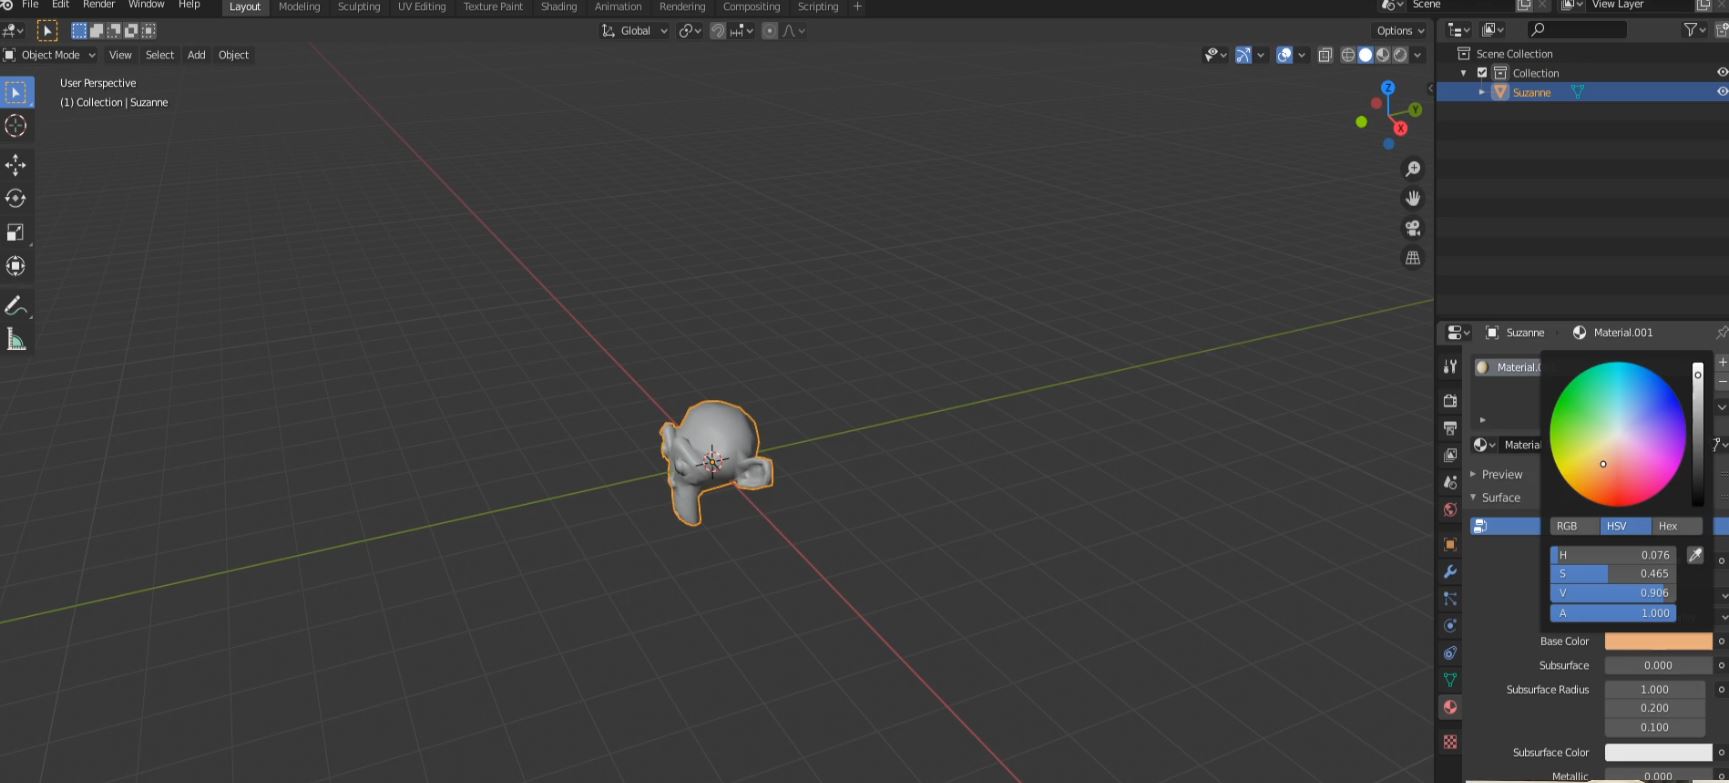 File Edit Render Window Help Layout Modeling Sculpting UV Editing Texture Paint Shading Animation Rendering Compositing Scripting + Scene View Layer
Global Options
Object Mode View Select Add Object
User Perspective
(1) Collection | Suzanne
Z
Y
X
Scene Collection
Collection
Suzanne
Suzanne Material.001
Preview
Surface
RGB HSV Hex
H 0.076
S 0.465
V 0.906
A 1.000
Base Color
Subsurface 0.000
Subsurface Radius 1.000
0.200
0.100
Subsurface Color
Metallic 0.000